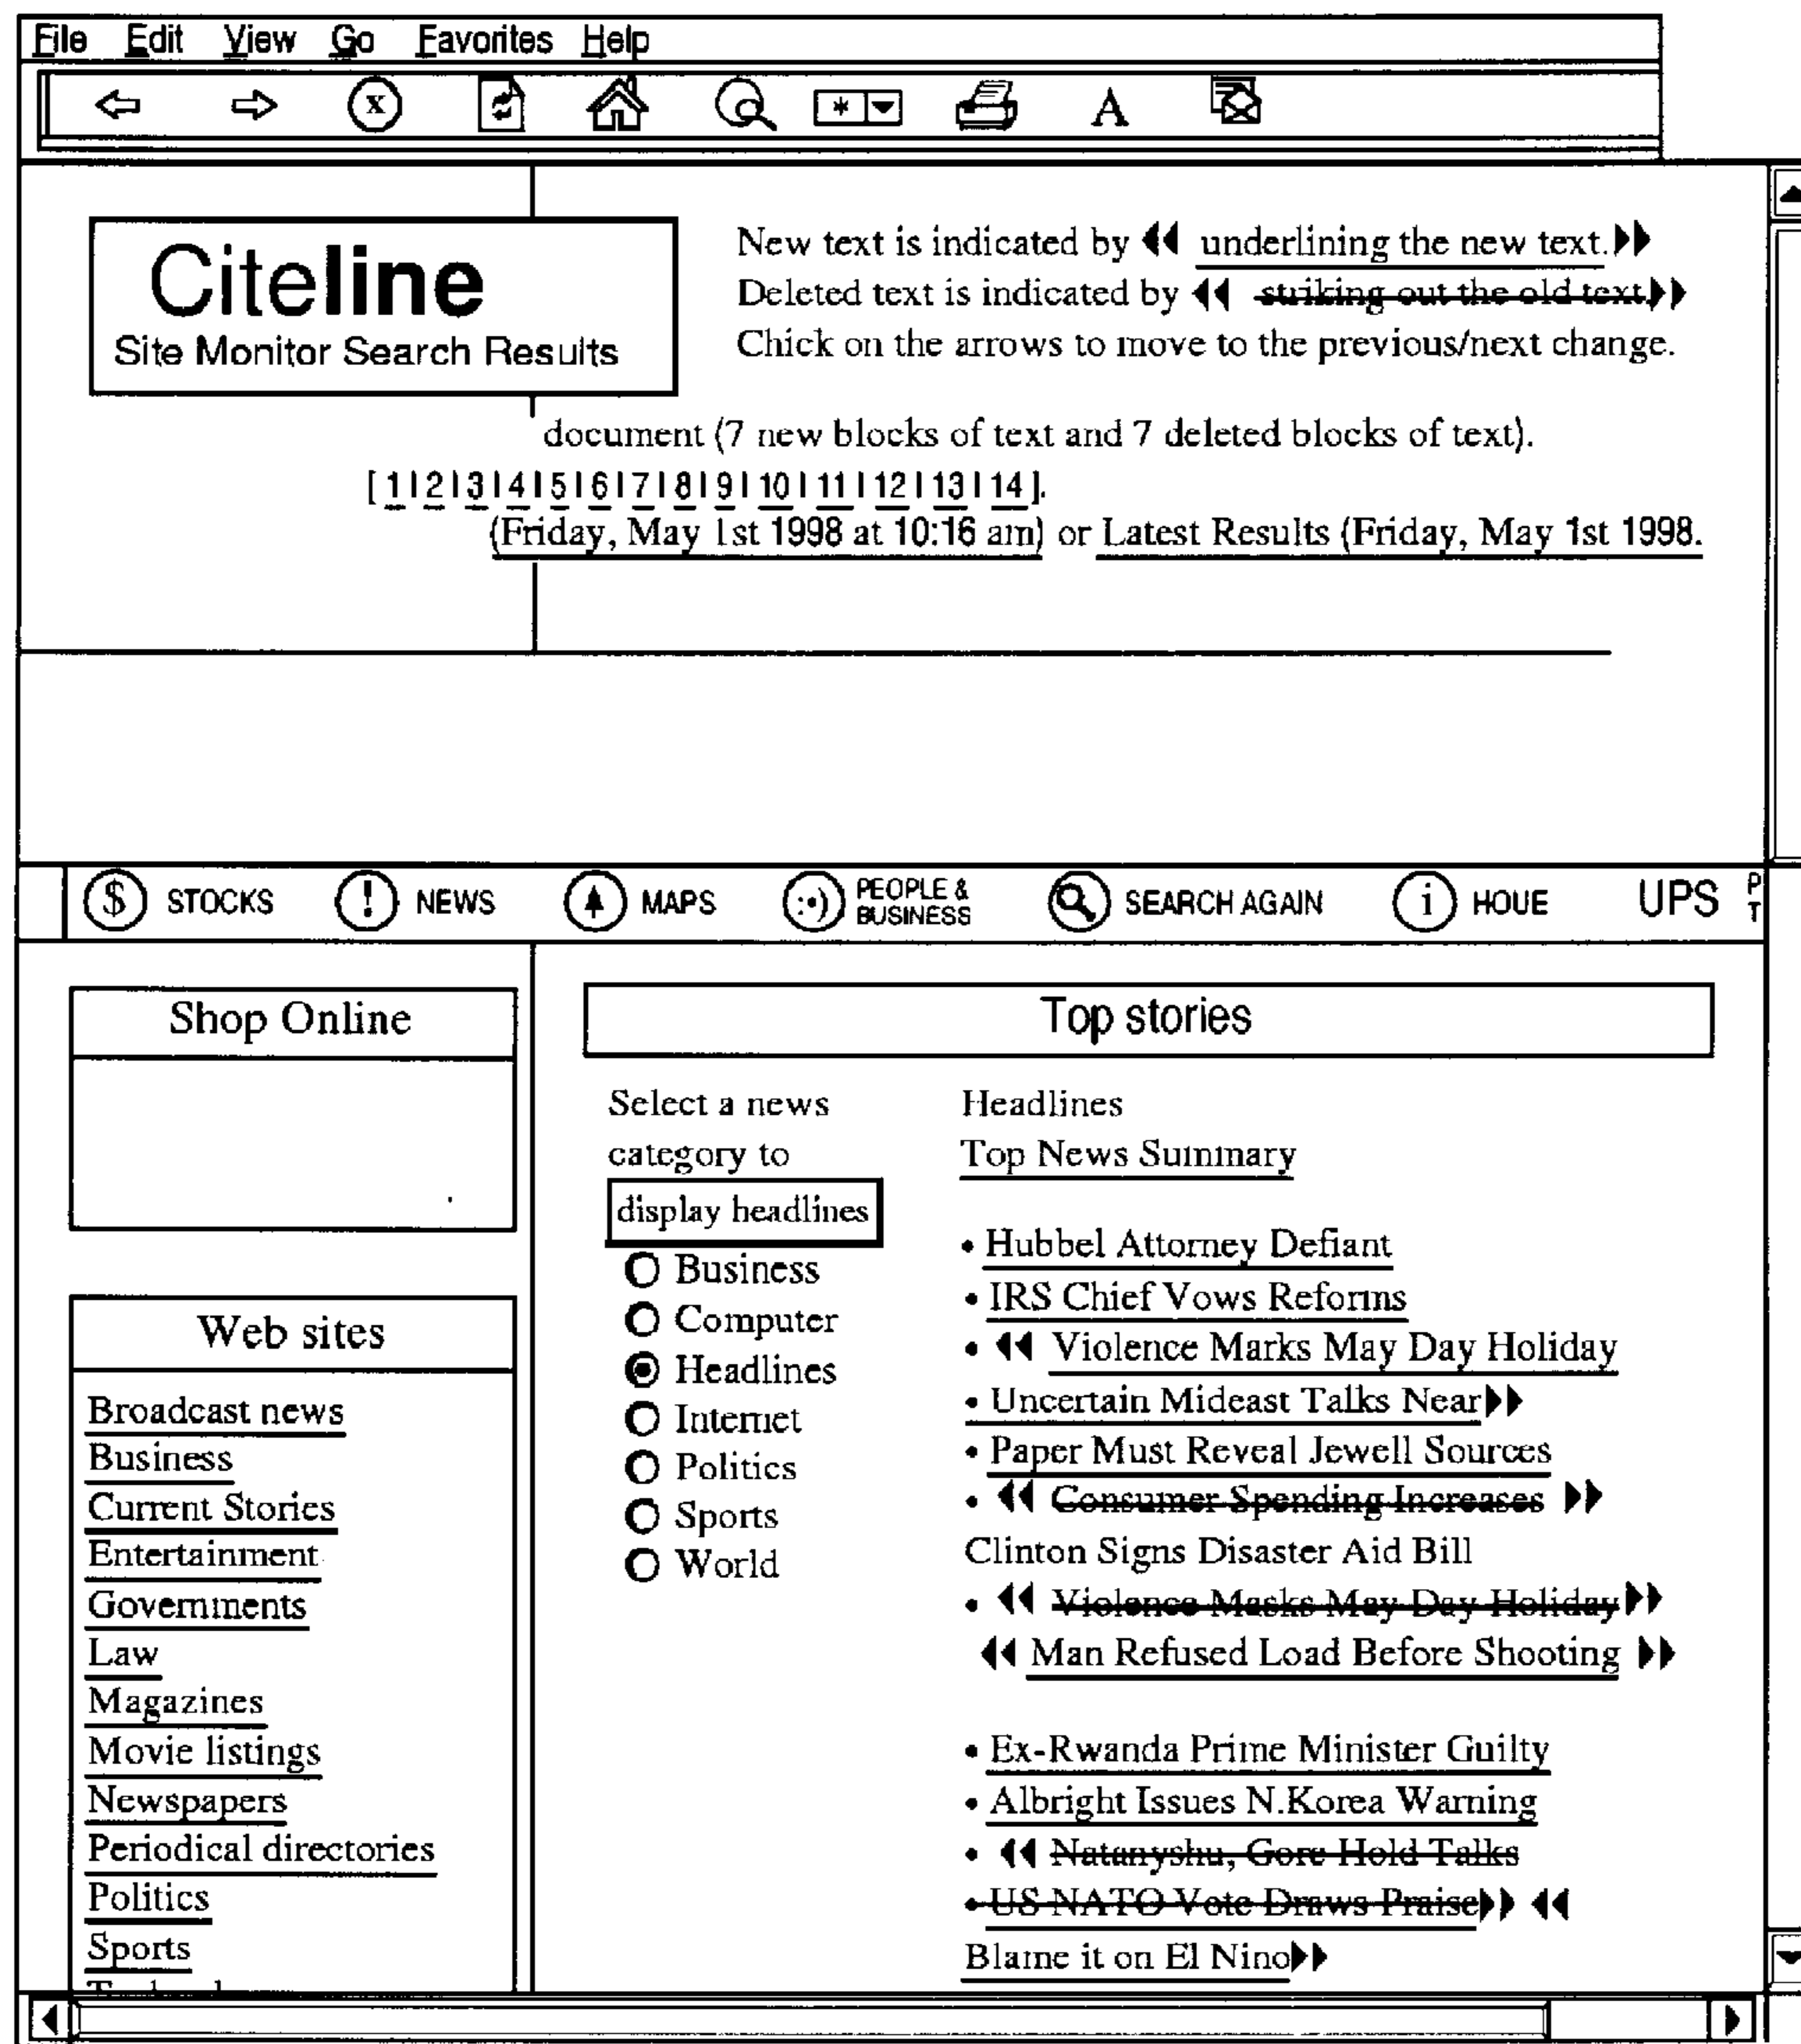 File Edit View Go Favorites Help
x * A
Citeline
Site Monitor Search Results
New text is indicated by underlining the new text.
Deleted text is indicated by striking out the old text
Chick on the arrows to move to the previous/next change.
document (7 new blocks of text and 7 deleted blocks of text).
[ 1 | 2 | 3 | 4 | 5 | 6 | 7 | 8 | 9 | 10 | 11 | 12 | 13 | 14 ].
(Friday, May 1st 1998 at 10:16 am) or Latest Results (Friday, May 1st 1998.
$ STOCKS ! NEWS MAPS :•) PEOPLE & BUSINESS SEARCH AGAIN i HOUE UPS P T
Shop Online
Web sites
Broadcast news
Business
Current Stories
Entertainment
Governments
Law
Magazines
Movie listings
Newspapers
Periodical directories
Politics
Sports
Top stories
Select a news
category to
display headlines
Business
Computer
Headlines
Internet
Politics
Sports
World
Headlines
Top News Summary
• Hubbel Attorney Defiant
• IRS Chief Vows Reforms
• Violence Marks May Day Holiday
• Uncertain Mideast Talks Near
• Paper Must Reveal Jewell Sources
• Consumer Spending Increases
Clinton Signs Disaster Aid Bill
• Violence Masks May Day Holiday
Man Refused Load Before Shooting
• Ex-Rwanda Prime Minister Guilty
• Albright Issues N.Korea Warning
• Natanyshu, Gore Hold Talks
• US NATO Vote Draws Praise
Blame it on El Nino